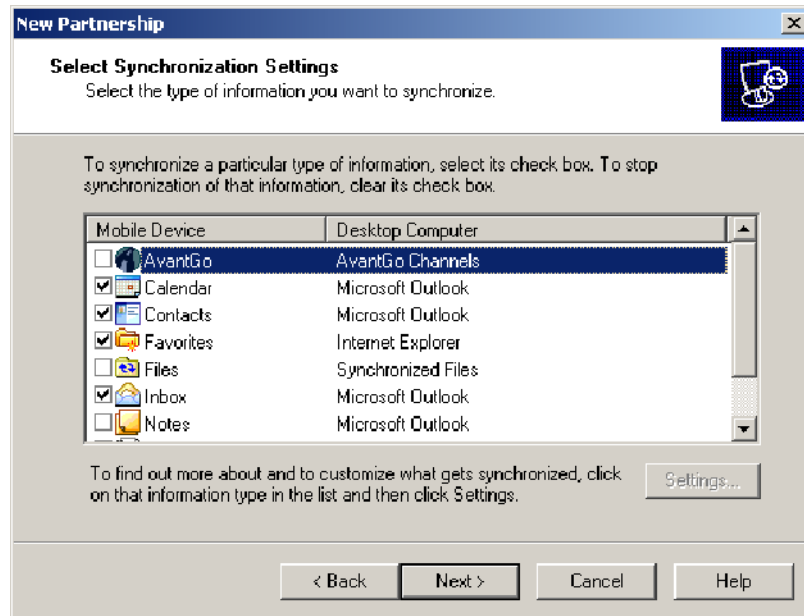 New Partnership
Select Synchronization Settings
Select the type of information you want to synchronize.
To synchronize a particular type of information, select its check box. To stop
synchronization of that information, clear its check box.
Mobile Device Desktop Computer
AvantGo AvantGo Channels
Calendar Microsoft Outlook
Contacts Microsoft Outlook
Favorites Internet Explorer
Files Synchronized Files
Inbox Microsoft Outlook
Notes Microsoft Outlook
To find out more about and to customize what gets synchronized, click
on that information type in the list and then click Settings.
Settings...
< Back Next > Cancel Help